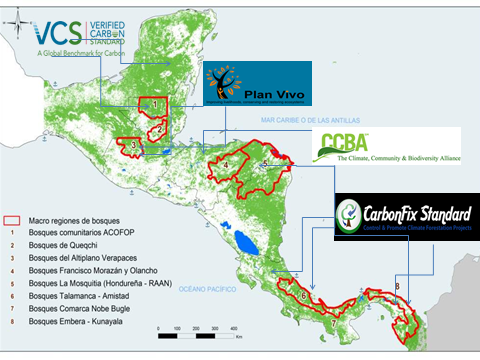 VCS VERIFIED CARBON STANDARD
A Global Benchmark for Carbon
Plan Vivo
MAR CARIBE O DE LAS ANTILLAS
CCBA™
The Climate, Community & Biodiversity Alliance
CarbonFix Standard
Control & Promote Climate Forestation Projects
1
2
3
4
5
6
7
8
OCÉANO PACIFICO
Macro regiones de bosques
1 Bosques comunitarios ACOFOP
2 Bosques de Queqchi
3 Bosques del Altiplano Verapaces
4 Bosques Francisco Morazán y Olancho
5 Bosques La Mosquitia (Hondureña - RAAN)
6 Bosques Talamanca - Amistad
7 Bosques Comarca Nobe Bugle
8 Bosques Embera - Kunayala
100 50 0 100 200 300 400
Km